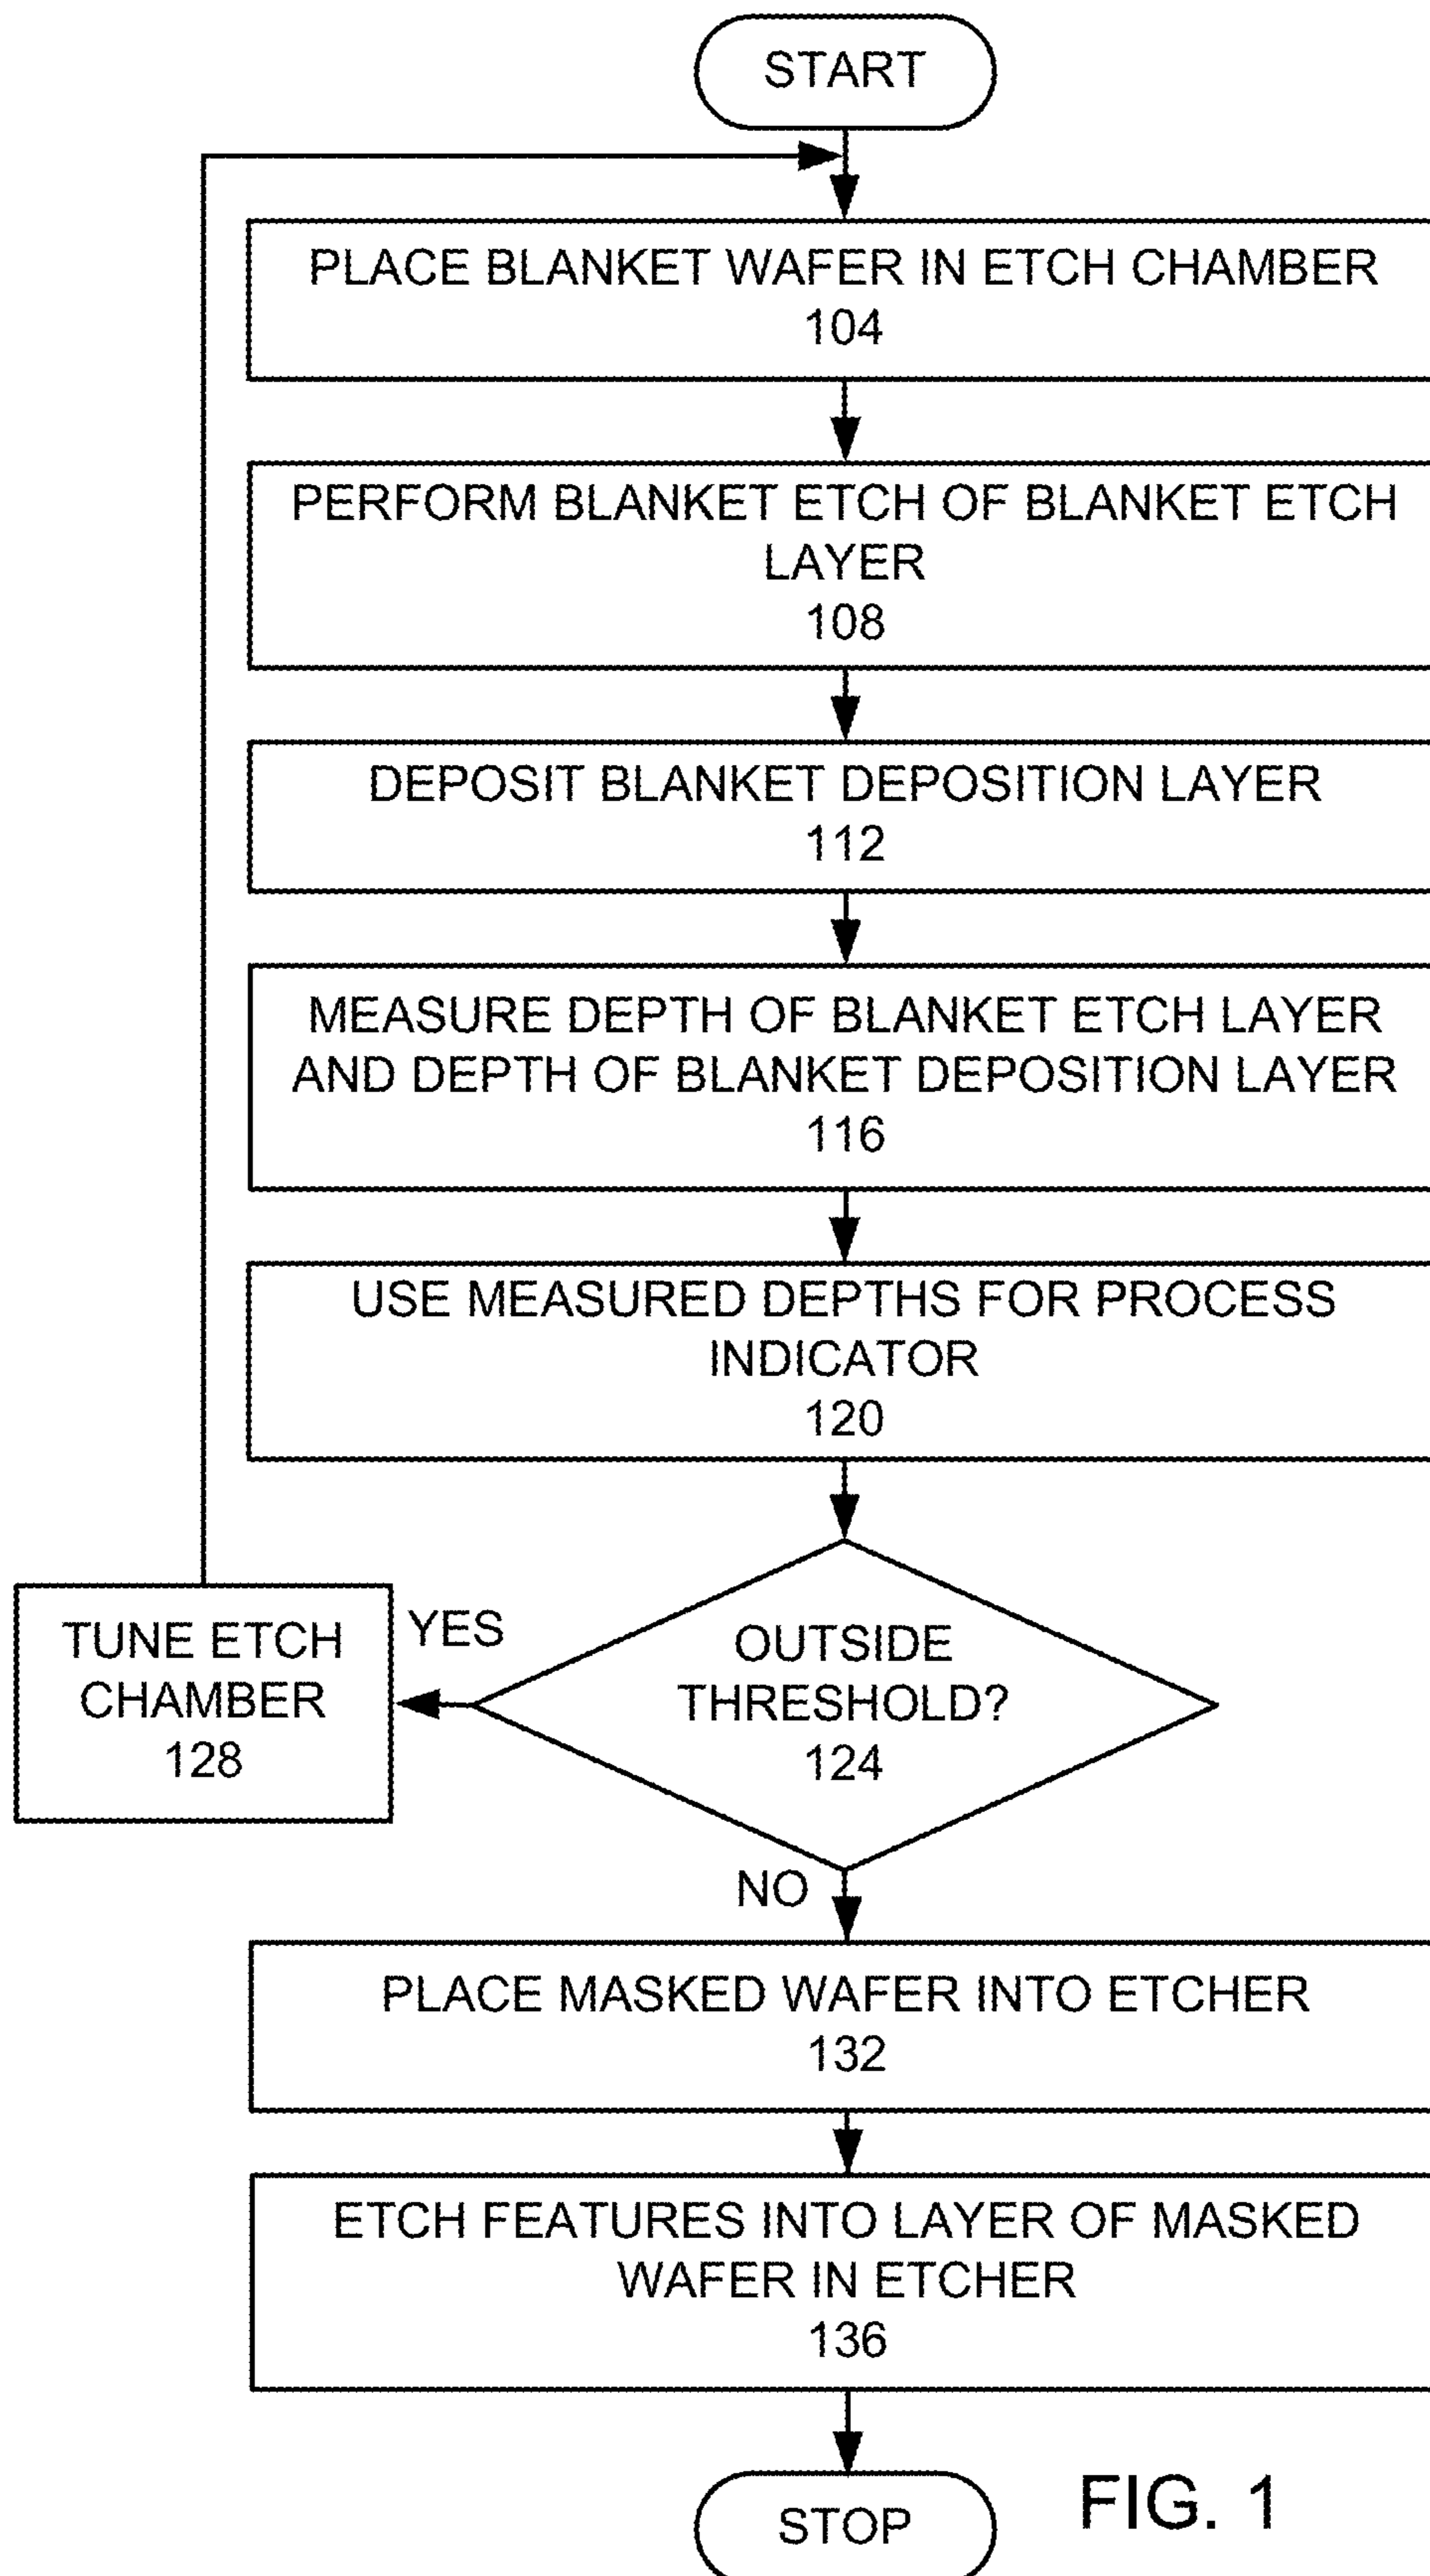 START
PLACE BLANKET WAFER IN ETCH CHAMBER
104
PERFORM BLANKET ETCH OF BLANKET ETCH
LAYER
108
DEPOSIT BLANKET DEPOSITION LAYER
112
MEASURE DEPTH OF BLANKET ETCH LAYER
AND DEPTH OF BLANKET DEPOSITION LAYER
116
USE MEASURED DEPTHS FOR PROCESS
INDICATOR
120
OUTSIDE
THRESHOLD?
124
YES
TUNE ETCH
CHAMBER
128
NO
PLACE MASKED WAFER INTO ETCHER
132
ETCH FEATURES INTO LAYER OF MASKED
WAFER IN ETCHER
136
STOP
FIG. 1